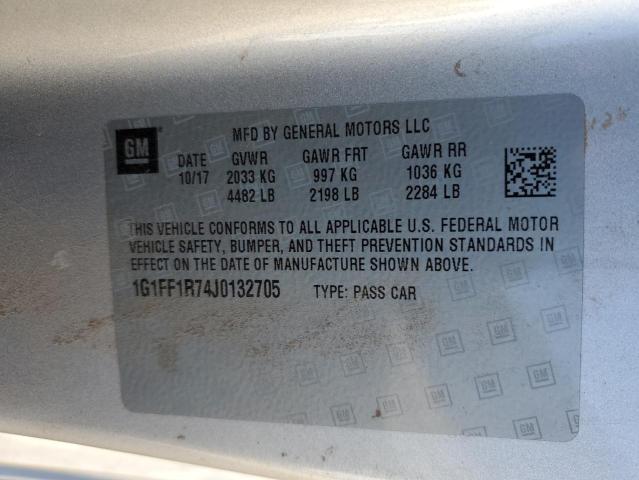 GM
MFD BY GENERAL MOTORS LLC
DATE GVWR GAWR FRT GAWR RR
10/17 2033 KG 997 KG 1036 KG
4482 LB 2198 LB 2284 LB
THIS VEHICLE CONFORMS TO ALL APPLICABLE U.S. FEDERAL MOTOR
VEHICLE SAFETY, BUMPER, AND THEFT PREVENTION STANDARDS IN
EFFECT ON THE DATE OF MANUFACTURE SHOWN ABOVE.
1G1FF1R74J0132705 TYPE: PASS CAR